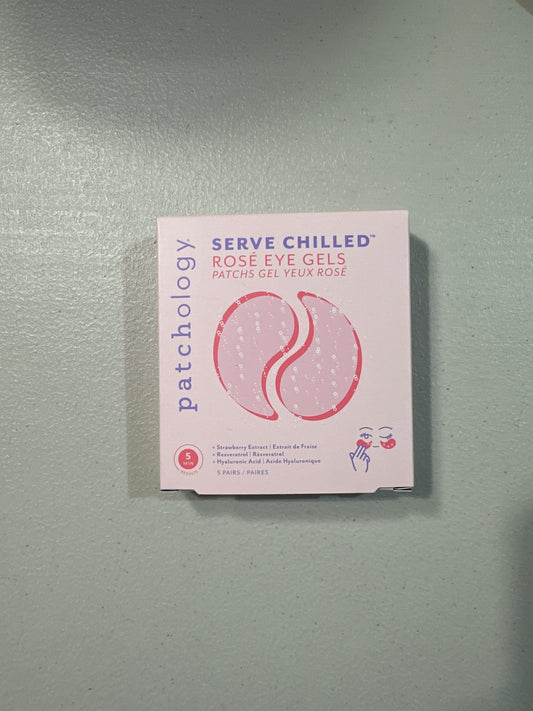 patchology
SERVE CHILLED™
ROSÉ EYE GELS
PATCHS GEL YEUX ROSÉ
• Strawberry Extract | Extrait de Fraise
• Resveratrol | Résveratrol
• Hyaluronic Acid | Acide Hyaluronique
5 PAIRS / PAIRES
5
MIN